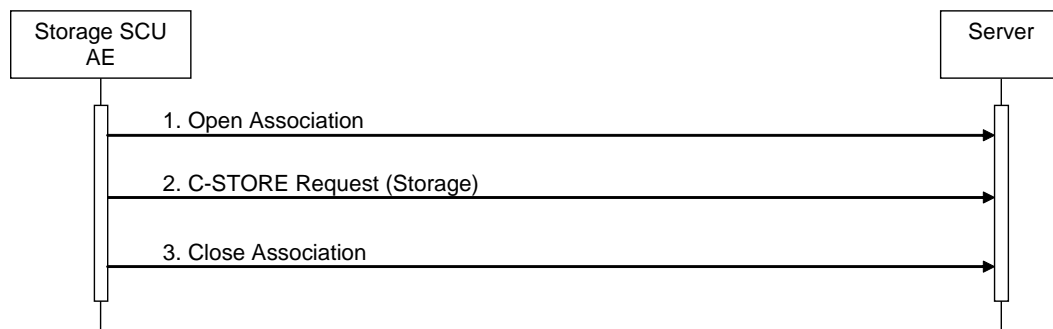 Storage SCU
AE
Server
1. Open Association
2. C-STORE Request (Storage)
3. Close Association